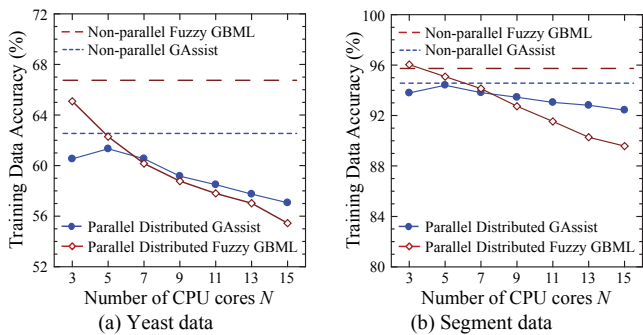 Training Data Accuracy (%)
72
68
64
60
56
52
Non-parallel Fuzzy GBML
Non-parallel GAssist
Parallel Distributed GAssist
Parallel Distributed Fuzzy GBML
3 5 7 9 11 13 15
Number of CPU cores N
(a) Yeast data
Training Data Accuracy (%)
100
96
92
88
84
80
Non-parallel Fuzzy GBML
Non-parallel GAssist
Parallel Distributed GAssist
Parallel Distributed Fuzzy GBML
3 5 7 9 11 13 15
Number of CPU cores N
(b) Segment data